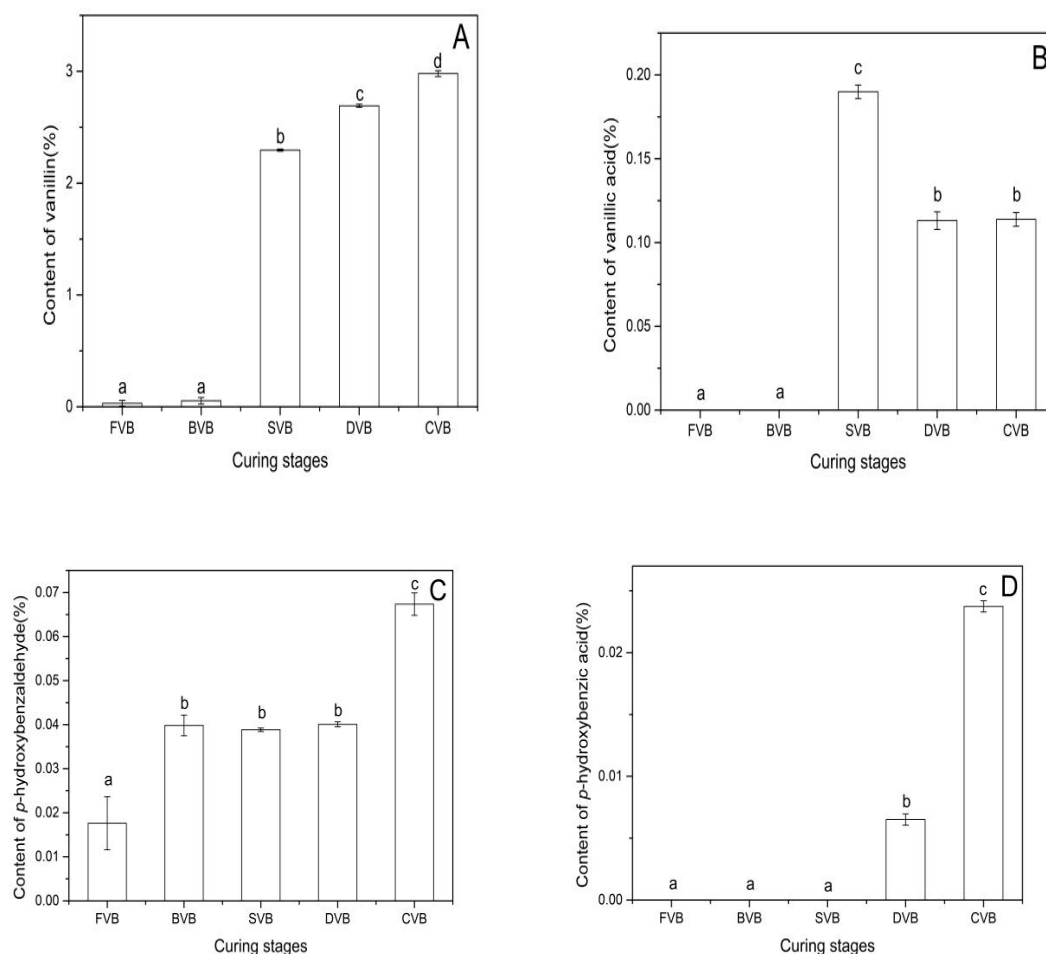 A
Content of vanillin(%)
3
2
1
0
a
a
b
c
d
FVB BVB SVB DVB CVB
Curing stages
B
Content of vanillic acid(%)
0.20
0.15
0.10
0.05
0.00
a
a
c
b
b
FVB BVB SVB DVB CVB
Curing stages
C
Content of p-hydroxybenzaldehyde(%)
0.07
0.06
0.05
0.04
0.03
0.02
0.01
0.00
a
b
b
b
c
FVB BVB SVB DVB CVB
Curing stages
D
Content of p-hydroxybenzic acid(%)
0.02
0.01
0.00
a
a
a
b
c
FVB BVB SVB DVB CVB
Curing stages